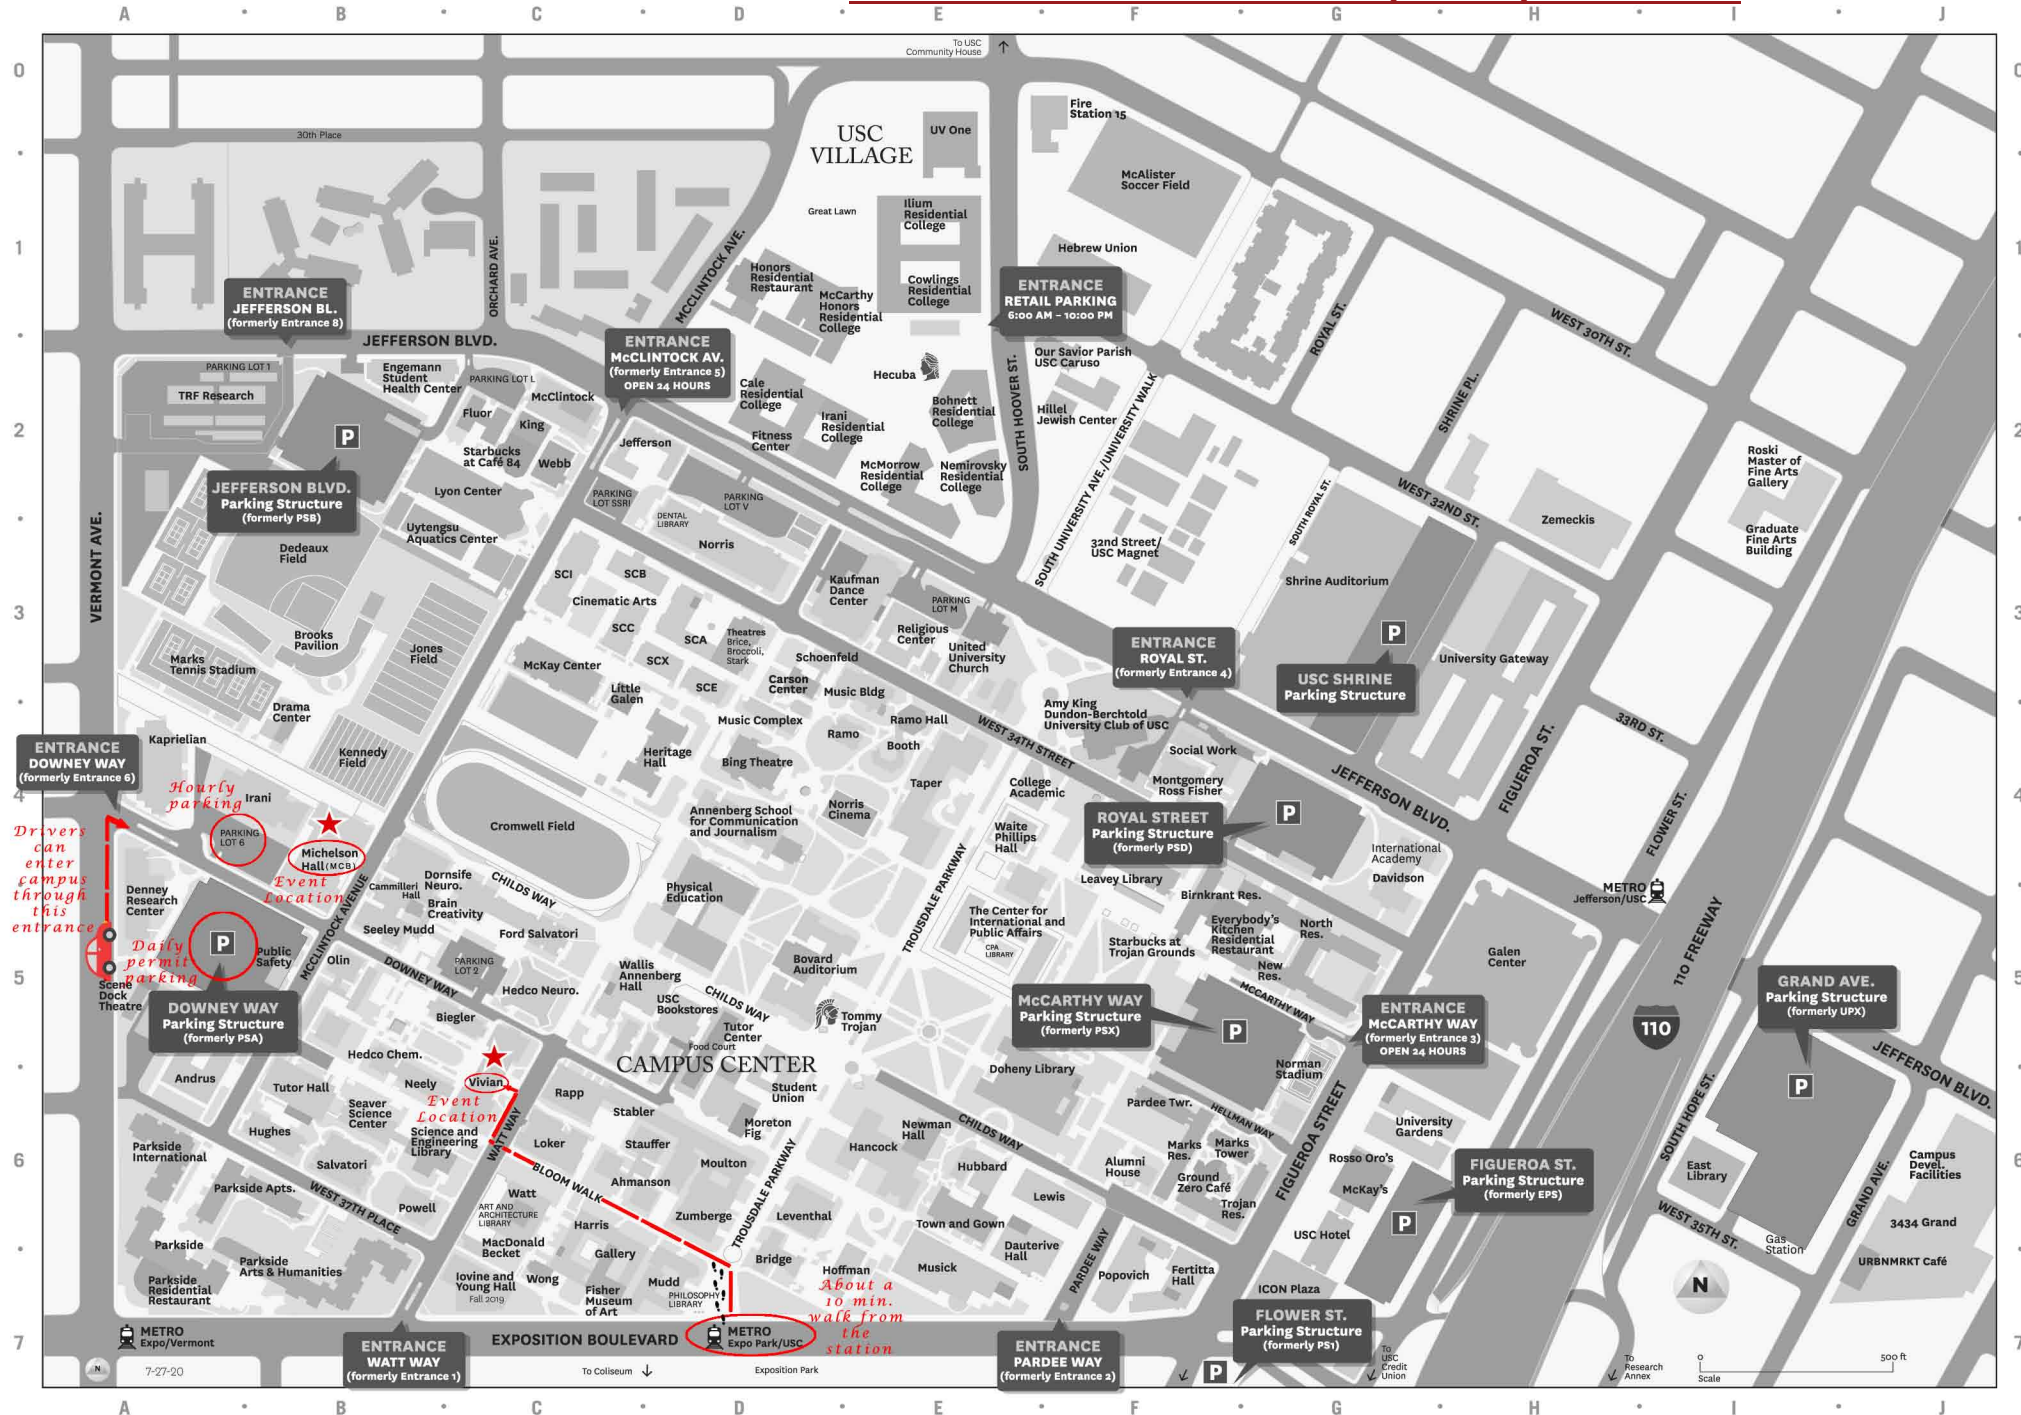 A • B • C • D • E • F • G • H • I • J
0
1
2
3
4
5
6
7
To USC
Community House
30th Place
USC
VILLAGE
UV One
Fire
Station 15
McAlister
Soccer Field
Great Lawn
Ilium
Residential
College
Hebrew Union
ORCHARD AVE.
MCCLINTOCK AVE.
Honors
Residential
Restaurant
McCarthy
Honors
Residential
College
Cowlings
Residential
College
ENTRANCE
RETAIL PARKING
6:00 AM – 10:00 PM
ENTRANCE
JEFFERSON BL.
(formerly Entrance 8)
JEFFERSON BLVD.
ENTRANCE
McCLINTOCK AV.
(formerly Entrance 5)
OPEN 24 HOURS
ROYAL ST.
WEST 30TH ST.
SHRINE PL.
Our Savior Parish
USC Caruso
SOUTH HOOVER ST.
SOUTH UNIVERSITY AVE./UNIVERSITY WALK
PARKING LOT 1
TRF Research
Engemann
Student
Health Center
PARKING LOT L
McClintock
Fluor
King
Starbucks
at Café 84
Webb
Jefferson
Cale
Residential
College
Irani
Residential
College
Fitness
Center
Hecuba
Bohnett
Residential
College
Hillel
Jewish Center
McMorrow
Residential
College
Nemirovsky
Residential
College
P
JEFFERSON BLVD.
Parking Structure
(formerly PSB)
Lyon Center
Uytengsu
Aquatics Center
PARKING
LOT SSRI
PARKING
LOT V
DENTAL
LIBRARY
Norris
32nd Street/
USC Magnet
SOUTH ROYAL ST.
WEST 32ND ST.
Zemeckis
Roski
Master of
Fine Arts
Gallery
Graduate
Fine Arts
Building
VERMONT AVE.
Dedeaux
Field
Brooks
Pavilion
Marks
Tennis Stadium
Jones
Field
Drama
Center
Kennedy
Field
Kaprielian
SCI
SCB
Cinematic Arts
SCC
SCA
SCX
SCE
Theatres
Brice,
Broccoli,
Stark
McKay Center
Little
Galen
Kaufman
Dance
Center
PARKING
LOT M
Religious
Center
United
University
Church
Schoenfeld
Carson
Center
Music Bldg
Music Complex
Ramo Hall
Ramo
Booth
Heritage
Hall
Bing Theatre
Taper
WEST 34TH STREET
ENTRANCE
ROYAL ST.
(formerly Entrance 4)
Shrine Auditorium
P
USC SHRINE
Parking Structure
University Gateway
33RD ST.
FIGUEROA ST.
FLOWER ST.
Amy King
Dundon-Berchtold
University Club of USC
Social Work
Montgomery
Ross Fisher
JEFFERSON BLVD.
ENTRANCE
DOWNEY WAY
(formerly Entrance 6)
Hourly
parking
Irani
PARKING
LOT 6
Michelson
Hall (MCB)
Event
Location
Drivers
can
enter
campus
through
this
entrance
Daily
permit
parking
P
Denney
Research
Center
Public
Safety
Scene
Dock
Theatre
DOWNEY WAY
Parking Structure
(formerly PSA)
MCCLINTOCK AVENUE
Cammilleri
Hall
Dornsife
Neuro.
Brain
Creativity
Seeley Mudd
Olin
DOWNEY WAY
PARKING
LOT 2
Cromwell Field
CHILDS WAY
Ford Salvatori
Hedco Neuro.
Annenberg School
for Communication
and Journalism
Norris
Cinema
Physical
Education
Wallis
Annenberg
Hall
USC
Bookstores
CHILDS WAY
Bovard
Auditorium
Tommy
Trojan
Tutor
Center
Food Court
CAMPUS CENTER
College
Academic
Waite
Phillips
Hall
TROUSDALE PARKWAY
ROYAL STREET
Parking Structure
(formerly PSD)
P
Leavey Library
The Center for
International and
Public Affairs
CPA
LIBRARY
Birnkrant Res.
Everybody's
Kitchen
Residential
Restaurant
Starbucks at
Trojan Grounds
New
Res.
North
Res.
International
Academy
Davidson
METRO
Jefferson/USC
Galen
Center
110 FREEWAY
110
McCARTHY WAY
McCARTHY WAY
Parking Structure
(formerly PSX)
P
ENTRANCE
McCARTHY WAY
(formerly Entrance 3)
OPEN 24 HOURS
GRAND AVE.
Parking Structure
(formerly UPX)
P
JEFFERSON BLVD.
Biegler
Hedco Chem.
Andrus
Tutor Hall
Neely
Vivian
Event
Location
Seaver
Science
Center
Science and
Engineering
Library
Hughes
Salvatori
Powell
Parkside
International
Parkside Apts.
WEST 37TH PLACE
Parkside
Parkside
Arts & Humanities
Parkside
Residential
Restaurant
WATT WAY
BLOOM WALK
Rapp
Stabler
Loker
Stauffer
Ahmanson
Watt
ART AND
ARCHITECTURE
LIBRARY
Harris
MacDonald
Becket
Gallery
Iovine and
Young Hall
Fall 2019
Wong
Fisher
Museum
of Art
Mudd
PHILOSOPHY
LIBRARY
Zumberge
Moulton
Moreton
Fig
Student
Union
TROUSDALE PARKWAY
Leventhal
Bridge
Hoffman
Hancock
Newman
Hall
CHILDS WAY
Doheny Library
Hubbard
Lewis
Town and Gown
Dauterive
Hall
Musick
PARDEE WAY
Popovich
Fertitta
Hall
Pardee Twr.
HELLMAN WAY
Marks
Res.
Marks
Tower
Alumni
House
Ground
Zero Café
Trojan
Res.
Norman
Stadium
FIGUEROA STREET
University
Gardens
Rosso Oro's
McKay's
USC Hotel
ICON Plaza
P
FIGUEROA ST.
Parking Structure
(formerly EPS)
SOUTH HOPE ST.
East
Library
WEST 35TH ST.
Gas
Station
GRAND AVE.
Campus
Devel.
Facilities
3434 Grand
URBNMRKT Café
N
About a
10 min.
walk from
the
station
METRO
Expo/Vermont
ENTRANCE
WATT WAY
(formerly Entrance 1)
EXPOSITION BOULEVARD
METRO
Expo Park/USC
ENTRANCE
PARDEE WAY
(formerly Entrance 2)
FLOWER ST.
Parking Structure
(formerly PS1)
P
N
7-27-20
To Coliseum
Exposition Park
To
USC
Credit
Union
To
Research
Annex
0
500 ft
Scale
A • B • C • D • E • F • G • H • I • J